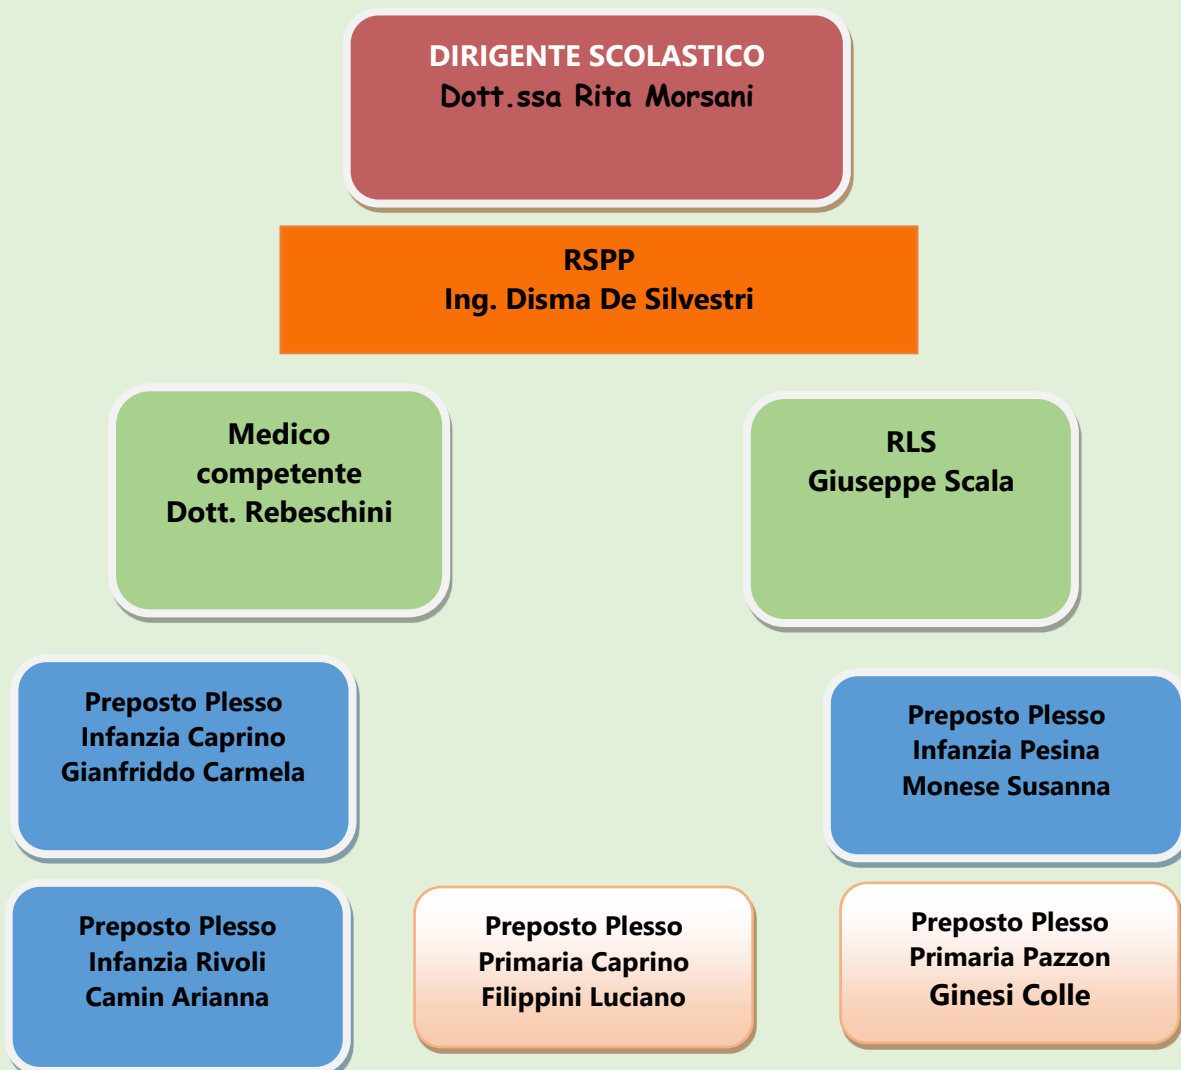 DIRIGENTE SCOLASTICO
Dott.ssa Rita Morsani
RSPP
Ing. Disma De Silvestri
Medico
competente
Dott. Rebeschini
RLS
Giuseppe Scala
Preposto Plesso
Infanzia Caprino
Gianfriddo Carmela
Preposto Plesso
Infanzia Pesina
Monese Susanna
Preposto Plesso
Infanzia Rivoli
Camin Arianna
Preposto Plesso
Primaria Caprino
Filippini Luciano
Preposto Plesso
Primaria Pazzon
Ginesi Colle